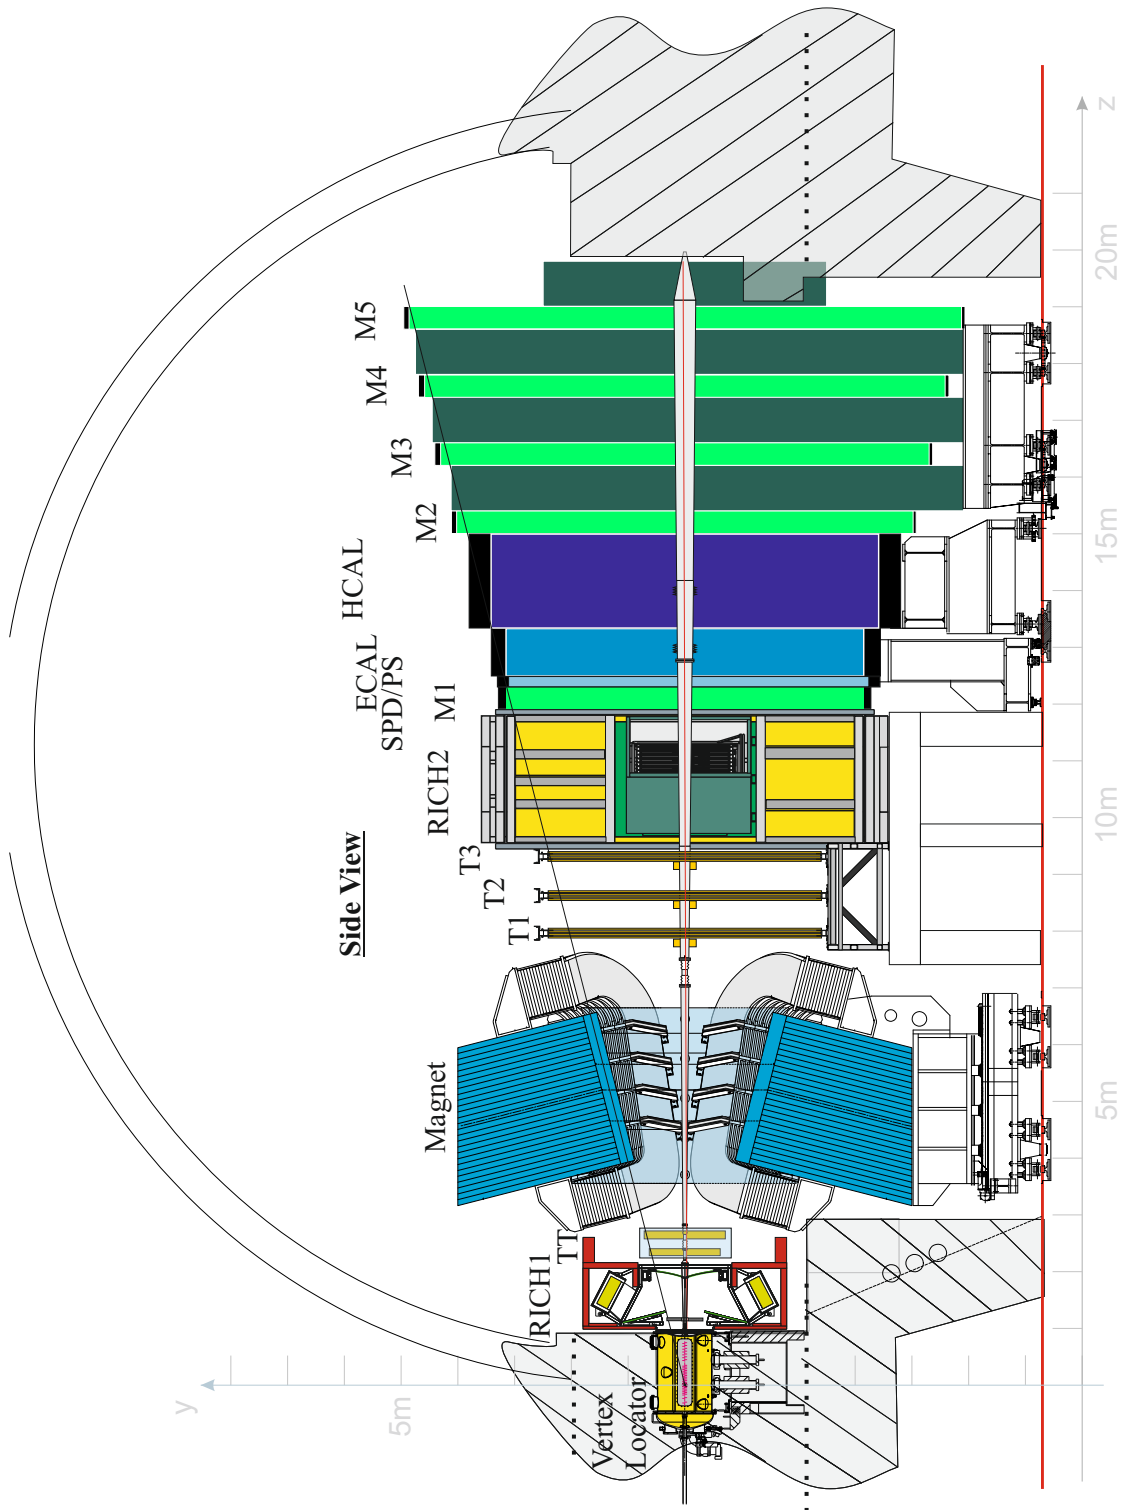 Side View
Vertex
Locator
RICH1
TT
Magnet
T1
T2
T3
RICH2
M1
SPD/PS
ECAL
HCAL
M2
M3
M4
M5
y
5m
5m
10m
15m
20m
z